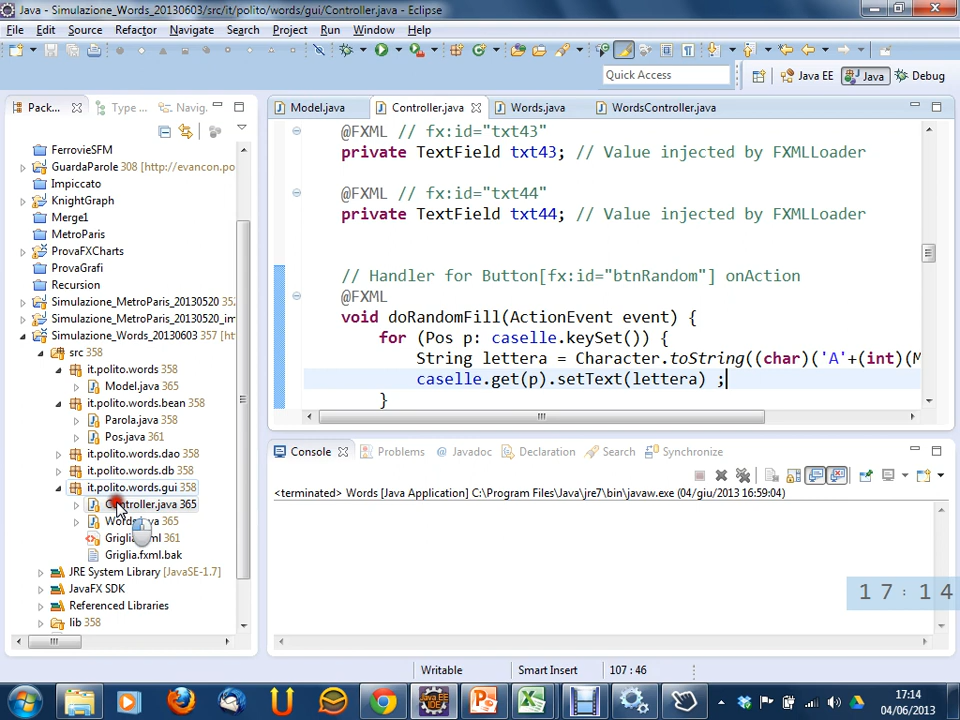 Java - Simulazione_Words_20130603/src/it/polito/words/gui/Controller.java - Eclipse
File Edit Source Refactor Navigate Search Project Run Window Help
Quick Access
Java EE Java Debug
Pack... Type ... Navig.
Model.java Controller.java Words.java WordsController.java
FerrovieSFM
GuardaParole 308 [http://evancon.po
Impiccato
KnightGraph
Merge1
MetroParis
ProvaFXCharts
ProvaGrafi
Recursion
Simulazione_MetroParis_20130520 352
Simulazione_MetroParis_20130520_im
Simulazione_Words_20130603 357 [ht
src 358
it.polito.words 358
Model.java 365
it.polito.words.bean 358
Parola.java 358
Pos.java 361
it.polito.words.dao 358
it.polito.words.db 358
it.polito.words.gui 358
Controller.java 365
Words.java 365
361
Griglia.fxml.bak
JRE System Library [JavaSE-1.7]
JavaFX SDK
Referenced Libraries
lib 358
@FXML // fx:id="txt43"
private TextField txt43; // Value injected by FXMLLoader
@FXML // fx:id="txt44"
private TextField txt44; // Value injected by FXMLLoader
// Handler for Button[fx:id="btnRandom"] onAction
@FXML
void doRandomFill(ActionEvent event) {
for (Pos p: caselle.keySet()) {
String lettera = Character.toString((char)('A'+(int)(M
caselle.get(p).setText(lettera) ;
}
Console Problems Javadoc Declaration Search Synchronize
<terminated> Words [Java Application] C:\Program Files\Java\jre7\bin\javaw.exe (04/giu/2013 16:59:04)
17:14
Writable Smart Insert 107 : 46
17:14
04/06/2013